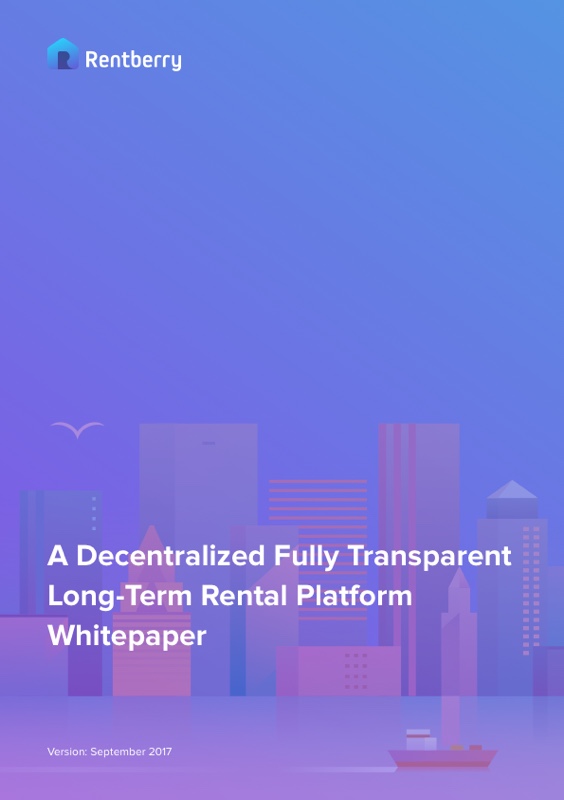 Rentberry
A Decentralized Fully Transparent
Long-Term Rental Platform
Whitepaper
Version: September 2017